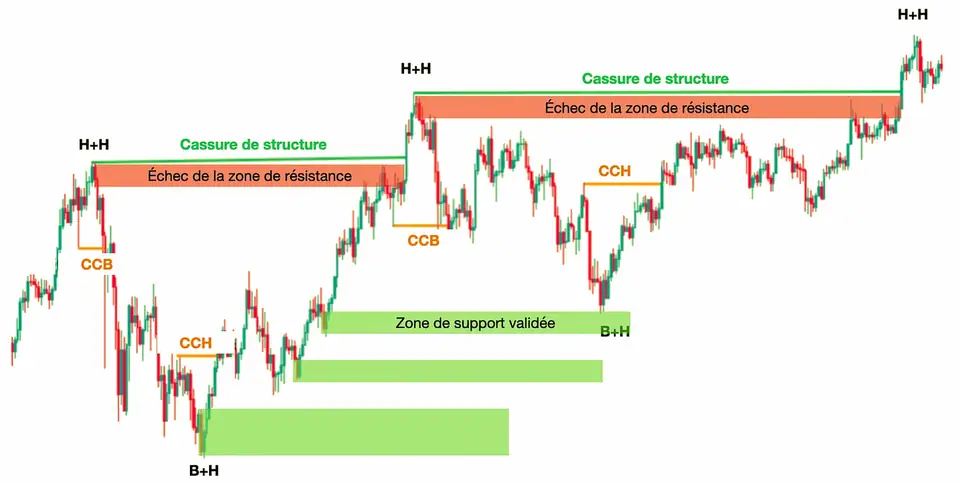 H+H
H+H
Cassure de structure
Échec de la zone de résistance
H+H
Cassure de structure
Échec de la zone de résistance
CCH
CCB
CCB
Zone de support validée
B+H
CCH
B+H